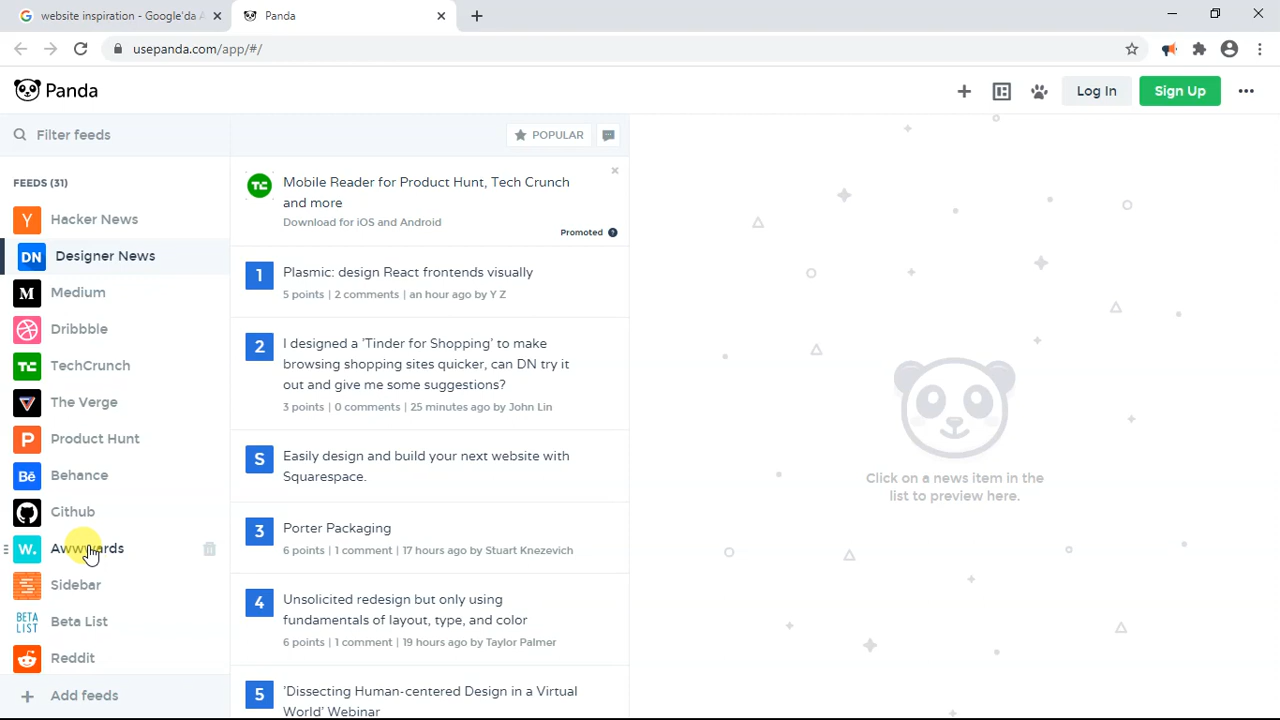 website inspiration - Google'da A
Panda
usepanda.com/app/#/
Panda
Log In
Sign Up
Filter feeds
POPULAR
FEEDS (31)
Y
Hacker News
DN
Designer News
M
Medium
Dribbble
TC
TechCrunch
The Verge
P
Product Hunt
Bē
Behance
Github
W.
Awwwards
Sidebar
BETA
LIST
Beta List
Reddit
Add feeds
TC
Mobile Reader for Product Hunt, Tech Crunch
and more
Download for iOS and Android
Promoted ?
1
Plasmic: design React frontends visually
5 points | 2 comments | an hour ago by Y Z
2
I designed a 'Tinder for Shopping' to make
browsing shopping sites quicker, can DN try it
out and give me some suggestions?
3 points | 0 comments | 25 minutes ago by John Lin
S
Easily design and build your next website with
Squarespace.
3
Porter Packaging
6 points | 1 comment | 17 hours ago by Stuart Knezevich
4
Unsolicited redesign but only using
fundamentals of layout, type, and color
6 points | 1 comment | 19 hours ago by Taylor Palmer
5
'Dissecting Human-centered Design in a Virtual
World' Webinar
Click on a news item in the
list to preview here.